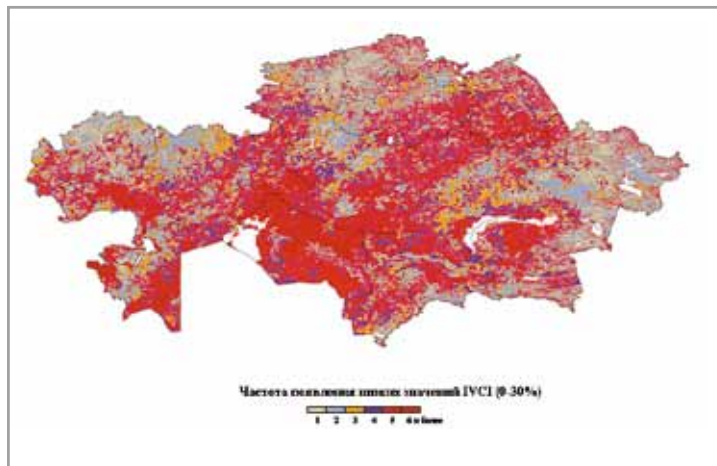 Частота появления низких значений IVCI (0-30%)
1 2 3 4 5 6 и более